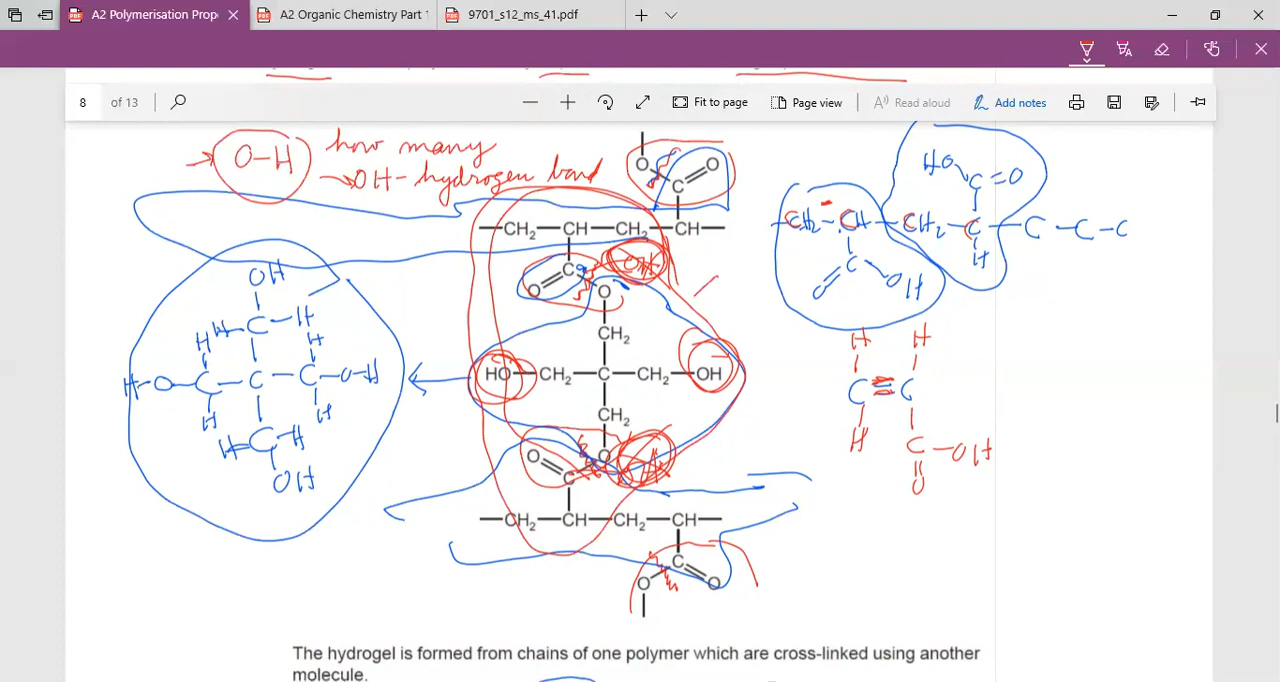 A2 Polymerisation Prop
A2 Organic Chemistry Part 1
9701_s12_ms_41.pdf
8 of 13
Fit to page
Page view
Read aloud
Add notes
O-H how many
OH-hydrogen bond
O O
C
—CH2—CH—CH2—CH—
C OH
O O
CH2
HO—CH2—C—CH2—OH
CH2
O O
C
—CH2—CH—CH2—CH—
C
O O
OH
H-C-H
H H
H-O-C-C-C-O-H
H H
H-C-H
OH
HO
C=O
CH2-CH-CH2-C-C-C-C
C H
O OH
H H
C=C
H C-OH
O
The hydrogel is formed from chains of one polymer which are cross-linked using another
molecule.